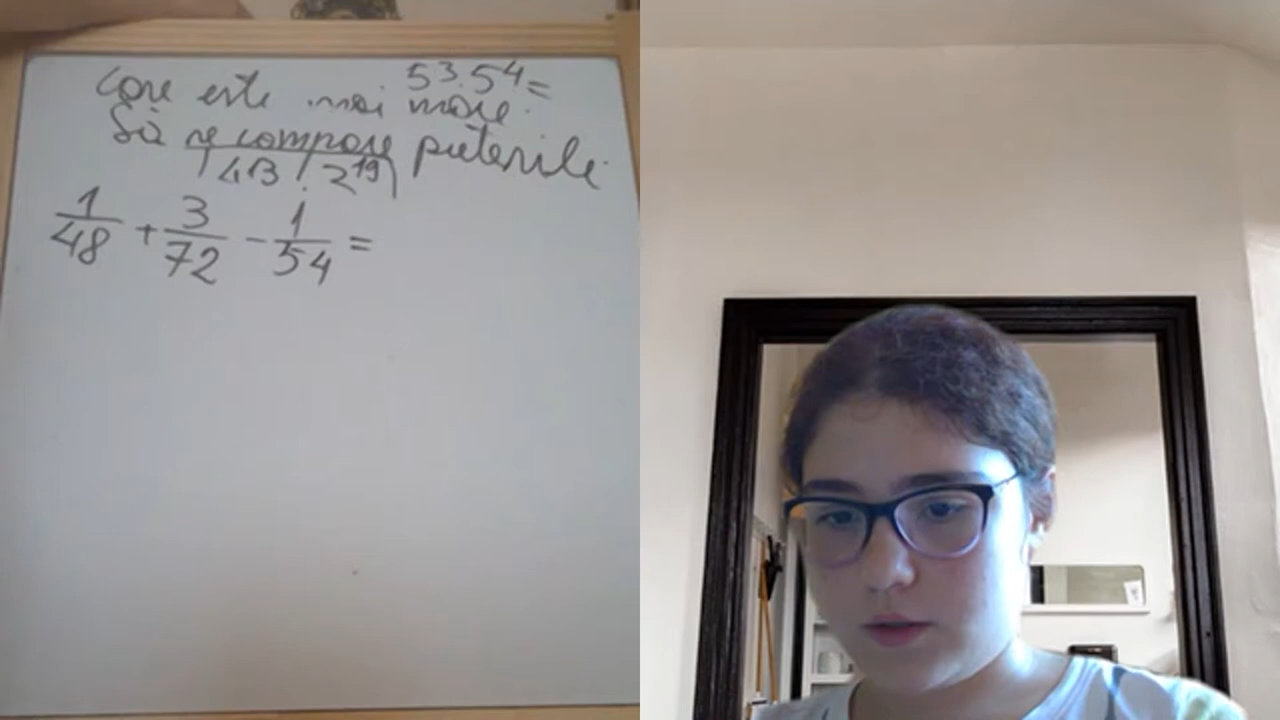 5³·5⁴=
Care este mai mare.
Să se compare puterile
4¹³ ; 2¹⁹
1/48 + 3/72 - 1/54 =